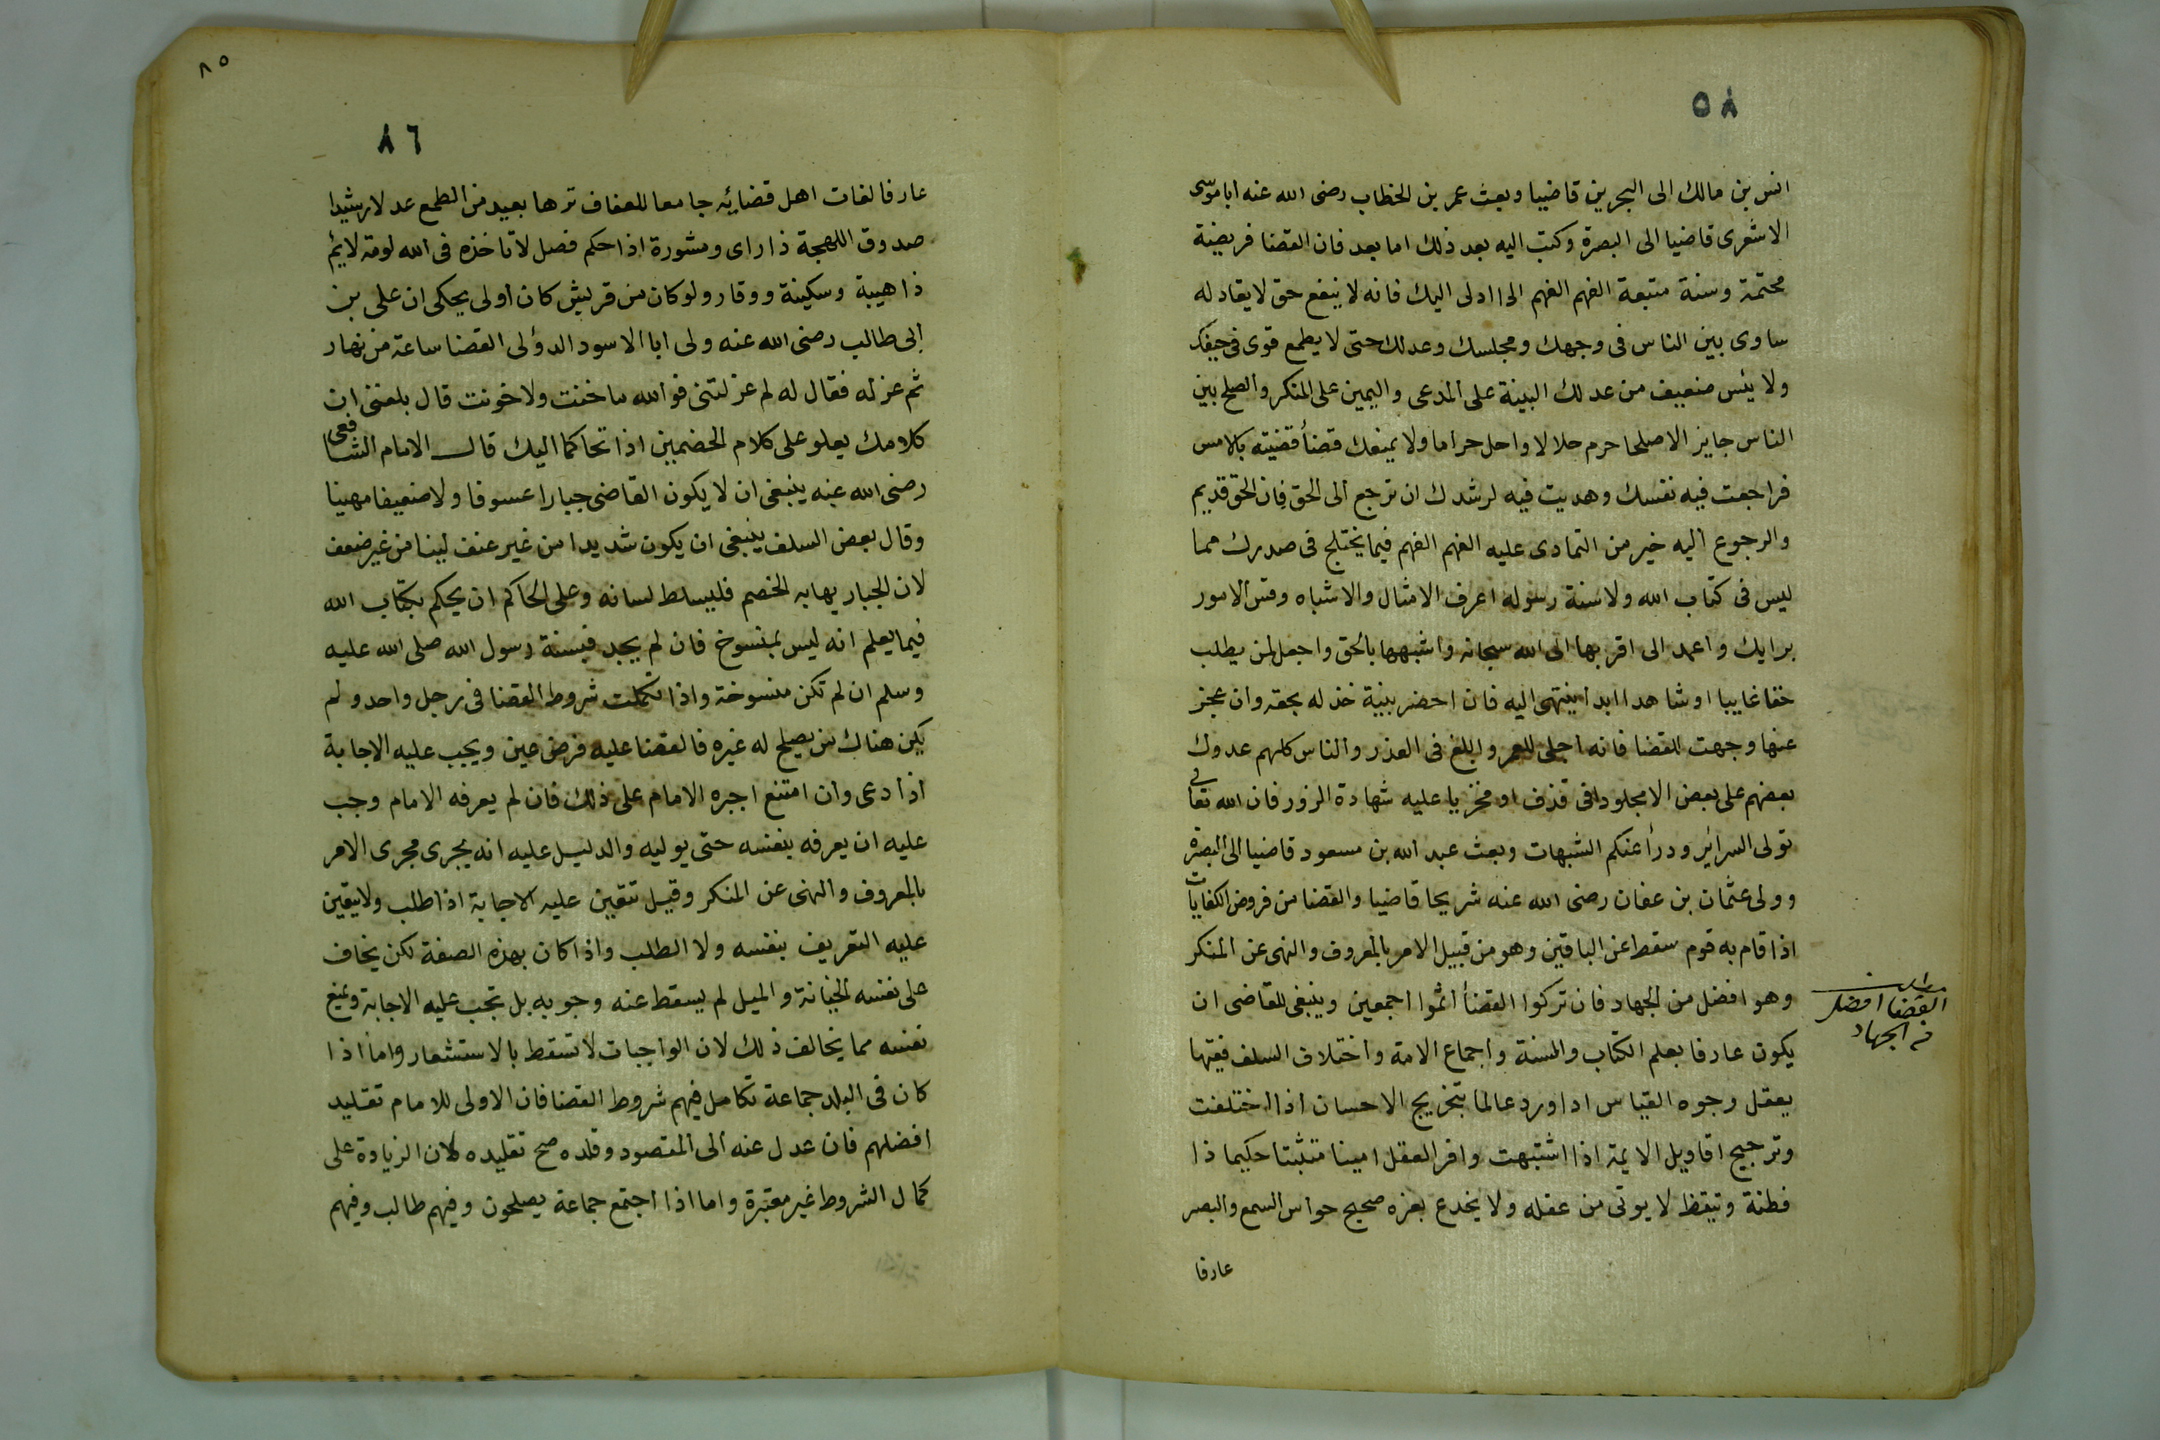 ٥٨
انس بن مالك الى البحرين قاضيا وبعث عمر بن الخطاب رضى الله عنه ابا موسى
الاشعرى قاضيا الى البصرة وكتب اليه بعد ذلك اما بعد فان القضا فريضة
محتمة وسنة متبعة الفهم الفهم اذا ادلى اليك فانه لا ينفع حق لا يقاد له
ساوى بين الناس فى وجهك ومجلسك وعدلك حتى لا يطمع قوى فى حيفك
ولا يئس ضعيف من عدلك البينة على المدعى واليمين على المنكر والصلح بين
الناس جايز الا صلحا حرم حلالا واحل حراما ولا يمنعك قضأ قضيته بالامس
فراجعت فيه نفسك وهديت فيه لرشدك ان ترجع الى الحق فان الحق قديم
والرجوع اليه خير من التمادى عليه الفهم الفهم فيما يختلج فى صدرك مما
ليس فى كتاب الله ولا سنة رسوله اعرف الامثال والاشباه وقس الامور
برايك واعمد الى اقربها الى الله سبحانه واشبهها بالحق واجعل لمن يطلب
حقا غايبا او شاهدا ابدا ينتهى اليه فان احضر بينة خذ له بحقه وان عجز
عنها وجهت للقضا فانه اجلى للعمر وابلغ فى العذر والناس كلهم عدول
بعضهم على بعض الا مجلودا فى قذف او مخزيا عليه شهادة الزور فان الله تعالى
تولى السرائر ودرأ عنكم الشبهات وبعث عبد الله بن مسعود قاضيا الى البصرة
وولى عثمان بن عفان رضى الله عنه شريحا قاضيا والقضا من فروض الكفايات
اذا قام به قوم سقط عن الباقين وهو من قبيل الامر بالمعروف والنهى عن المنكر
وهو افضل من الجهاد فان تركوا القضأ اثموا اجمعين وينبغى للقاضى ان
يكون عارفا بعلم الكتاب والسنة واجماع الامة واختلاف السلف فقيها
يعقل وجوه القياس اذا ورد عالما بتخريج الاحسان اذا اختلفت
وترجيح اقاويل الايمة اذا اشتبهت وافر العقل امينا متثبتا حكيما ذا
فطنة وتيقظ لا يوتى من عقله ولا يخدع بعزه صحيح حواس السمع والبصر
عارفا
القضا افضل
من الجهاد
٨٥
٨٦
عارفا لغات اهل قضايه جامعا للعفاف نزها بعيد من الطمع عدلا رشيدا
صدوق اللهجة ذا راى ومشورة اذا حكم فصل لا تاخذه فى الله لومة لايم
ذا هيبة وسكينة ووقار ولو كان من قريش كان اولى يحكى ان على بن
ابى طالب رضى الله عنه ولى ابا الاسود الدؤلى القضا ساعة من نهار
ثم عزله فقال له لم عزلتنى فوالله ما خنت ولا خونت قال بلغنى ان
كلامك يعلو على كلام الخصمين اذا تحاكما اليك قال الامام الشافعى
رضى الله عنه ينبغى ان لا يكون القاضى جبارا عسوفا ولا ضعيفا مهينا
وقال بعض السلف ينبغى ان يكون شديدا من غير عنف لينا من غير ضعف
لان الجبار يهابه الخصم فليبسط لسانه وعلى الحاكم ان يحكم بكتاب الله
فيما يعلم انه ليس بمنسوخ فان لم يجد فبسنة رسول الله صلى الله عليه
وسلم ان لم تكن منسوخة واذا تكملت شروط القضا فى رجل واحد ولم
يكن هناك من يصلح له غيره فالقضا عليه فرض عين ويجب عليه الاجابة
اذا دعى وان امتنع اجبره الامام على ذلك فان لم يعرفه الامام وجب
عليه ان يعرفه بنفسه حتى يوليه والدليل عليه انه يجرى مجرى الامر
بالمعروف والنهى عن المنكر وقيل تتعين عليه الاجابة اذا طلب ولا يتعين
عليه التعريف بنفسه ولا الطلب واذا كان بهذه الصفة لكن يخاف
على نفسه الخيانة والميل لم يسقط عنه وجوبه بل تجب عليه الاجابة ويمنع
نفسه مما يخالف ذلك لان الواجبات لا تسقط بالاستشعار واما اذا
كان فى البلد جماعة تكامل فيهم شروط القضا فان الاولى للامام تقليد
افضلهم فان عدل عنه الى المقصود وقلده صح تقليده لان الزيادة على
كمال الشروط غير معتبرة واما اذا اجتمع جماعة يصلحون وفيهم طالب وفيهم